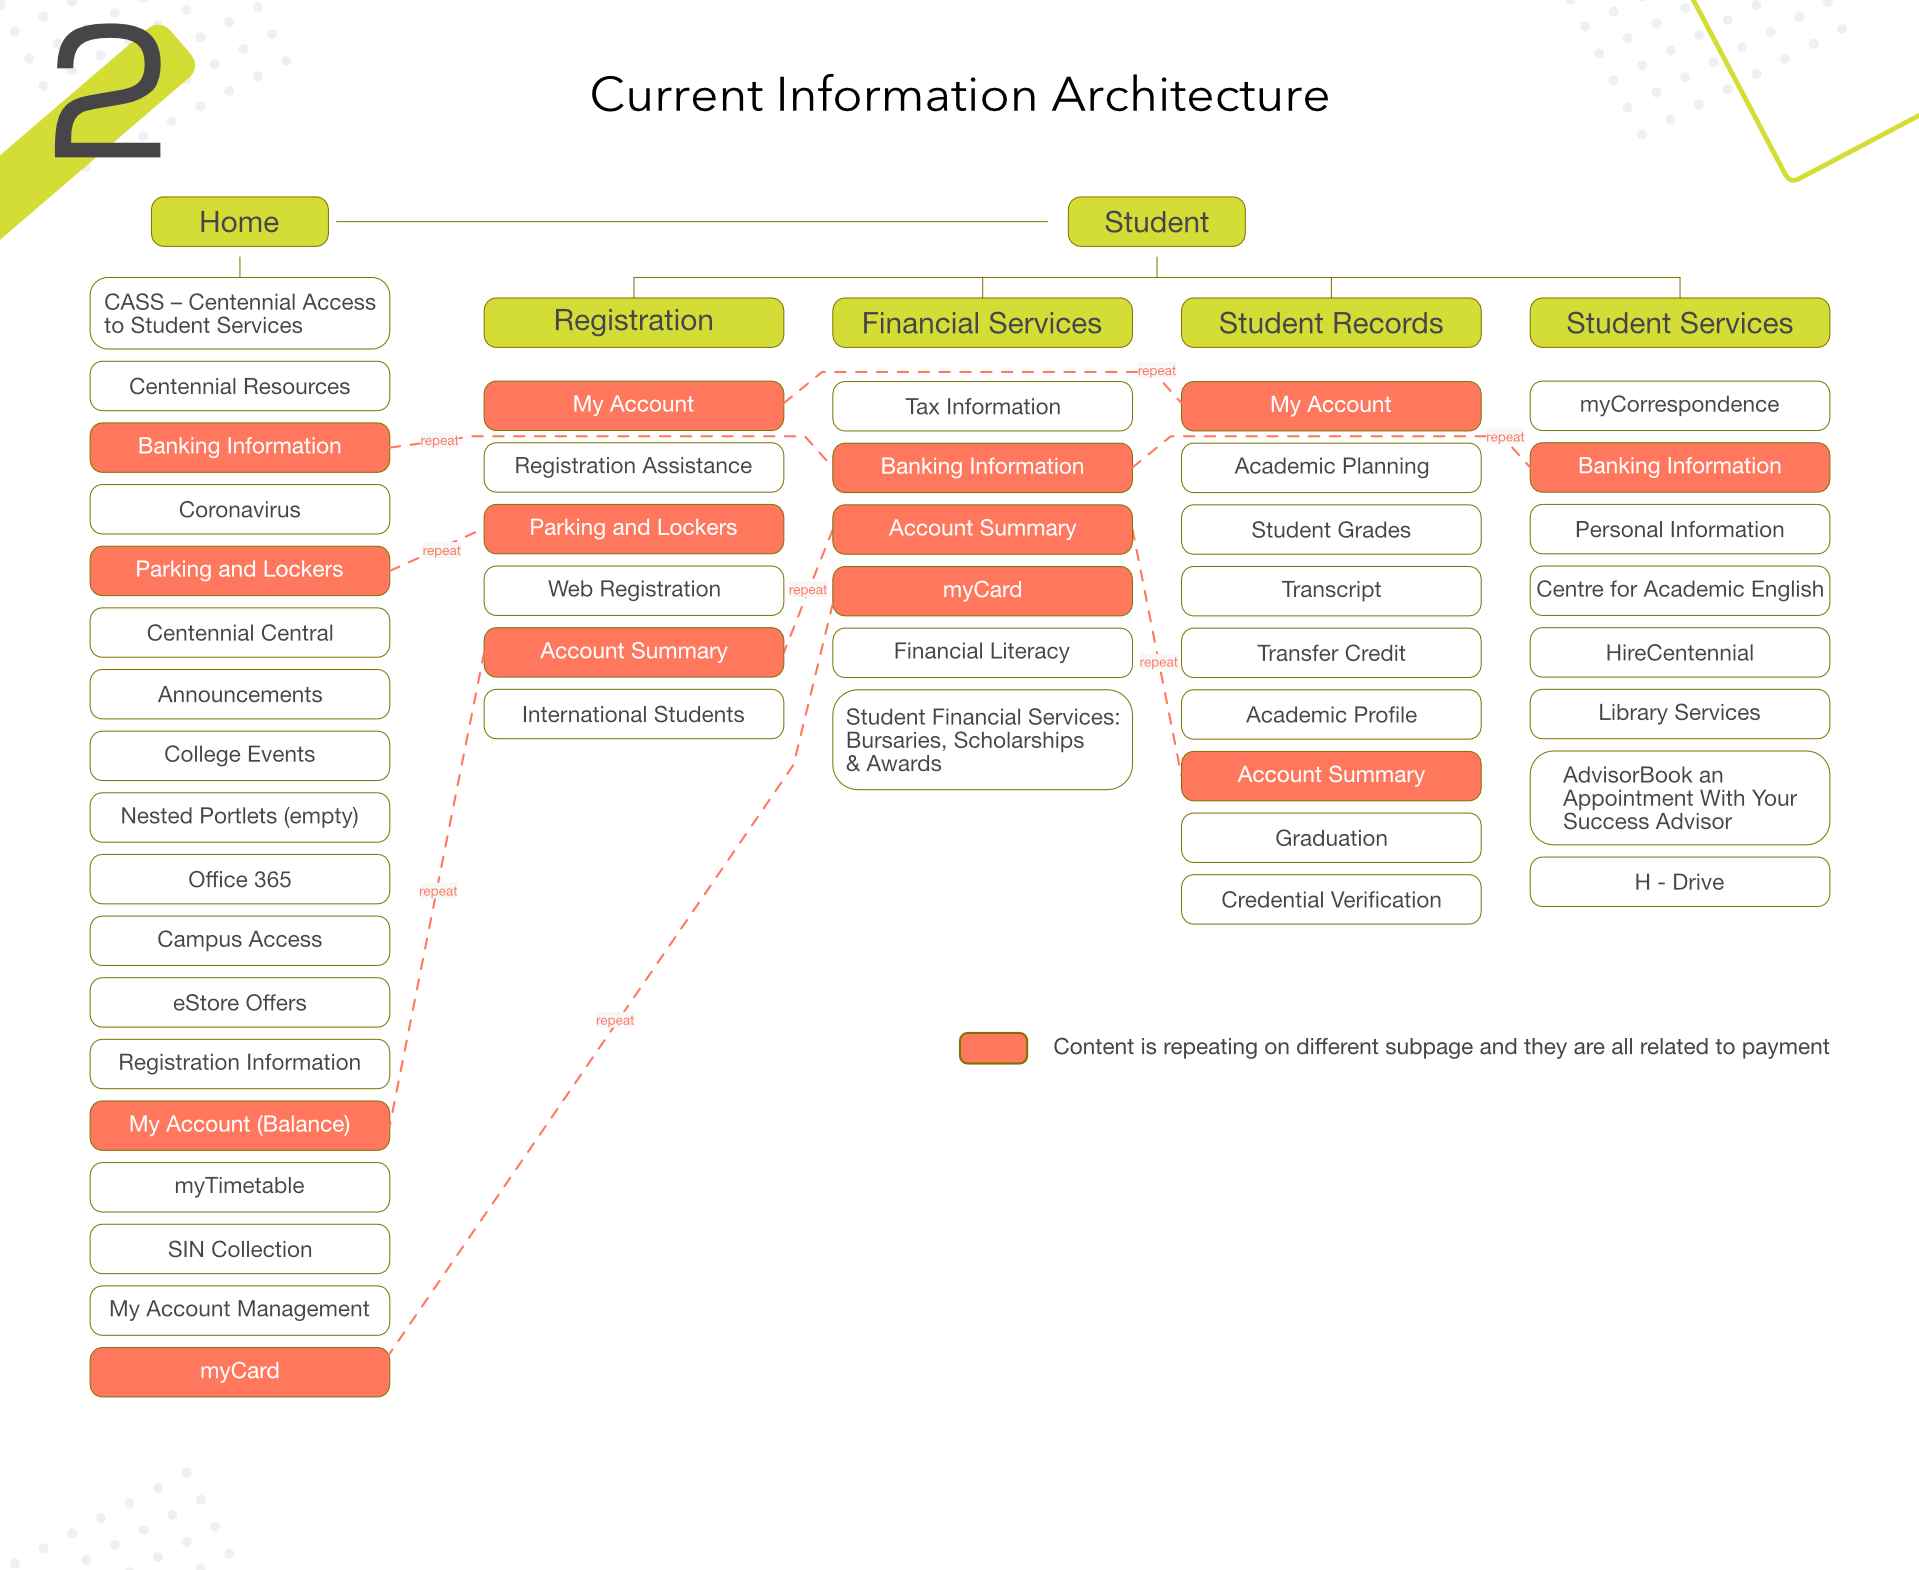 2
Current Information Architecture
Home
Student
CASS – Centennial Access
to Student Services
Centennial Resources
Banking Information
Coronavirus
Parking and Lockers
Centennial Central
Announcements
College Events
Nested Portlets (empty)
Office 365
Campus Access
eStore Offers
Registration Information
My Account (Balance)
myTimetable
SIN Collection
My Account Management
myCard
Registration
My Account
Registration Assistance
Parking and Lockers
Web Registration
Account Summary
International Students
Financial Services
Tax Information
Banking Information
Account Summary
myCard
Financial Literacy
Student Financial Services:
Bursaries, Scholarships
& Awards
Student Records
My Account
Academic Planning
Student Grades
Transcript
Transfer Credit
Academic Profile
Account Summary
Graduation
Credential Verification
Student Services
myCorrespondence
Banking Information
Personal Information
Centre for Academic English
HireCentennial
Library Services
AdvisorBook an
Appointment With Your
Success Advisor
H - Drive
repeat
repeat
repeat
repeat
repeat
repeat
repeat
repeat
Content is repeating on different subpage and they are all related to payment